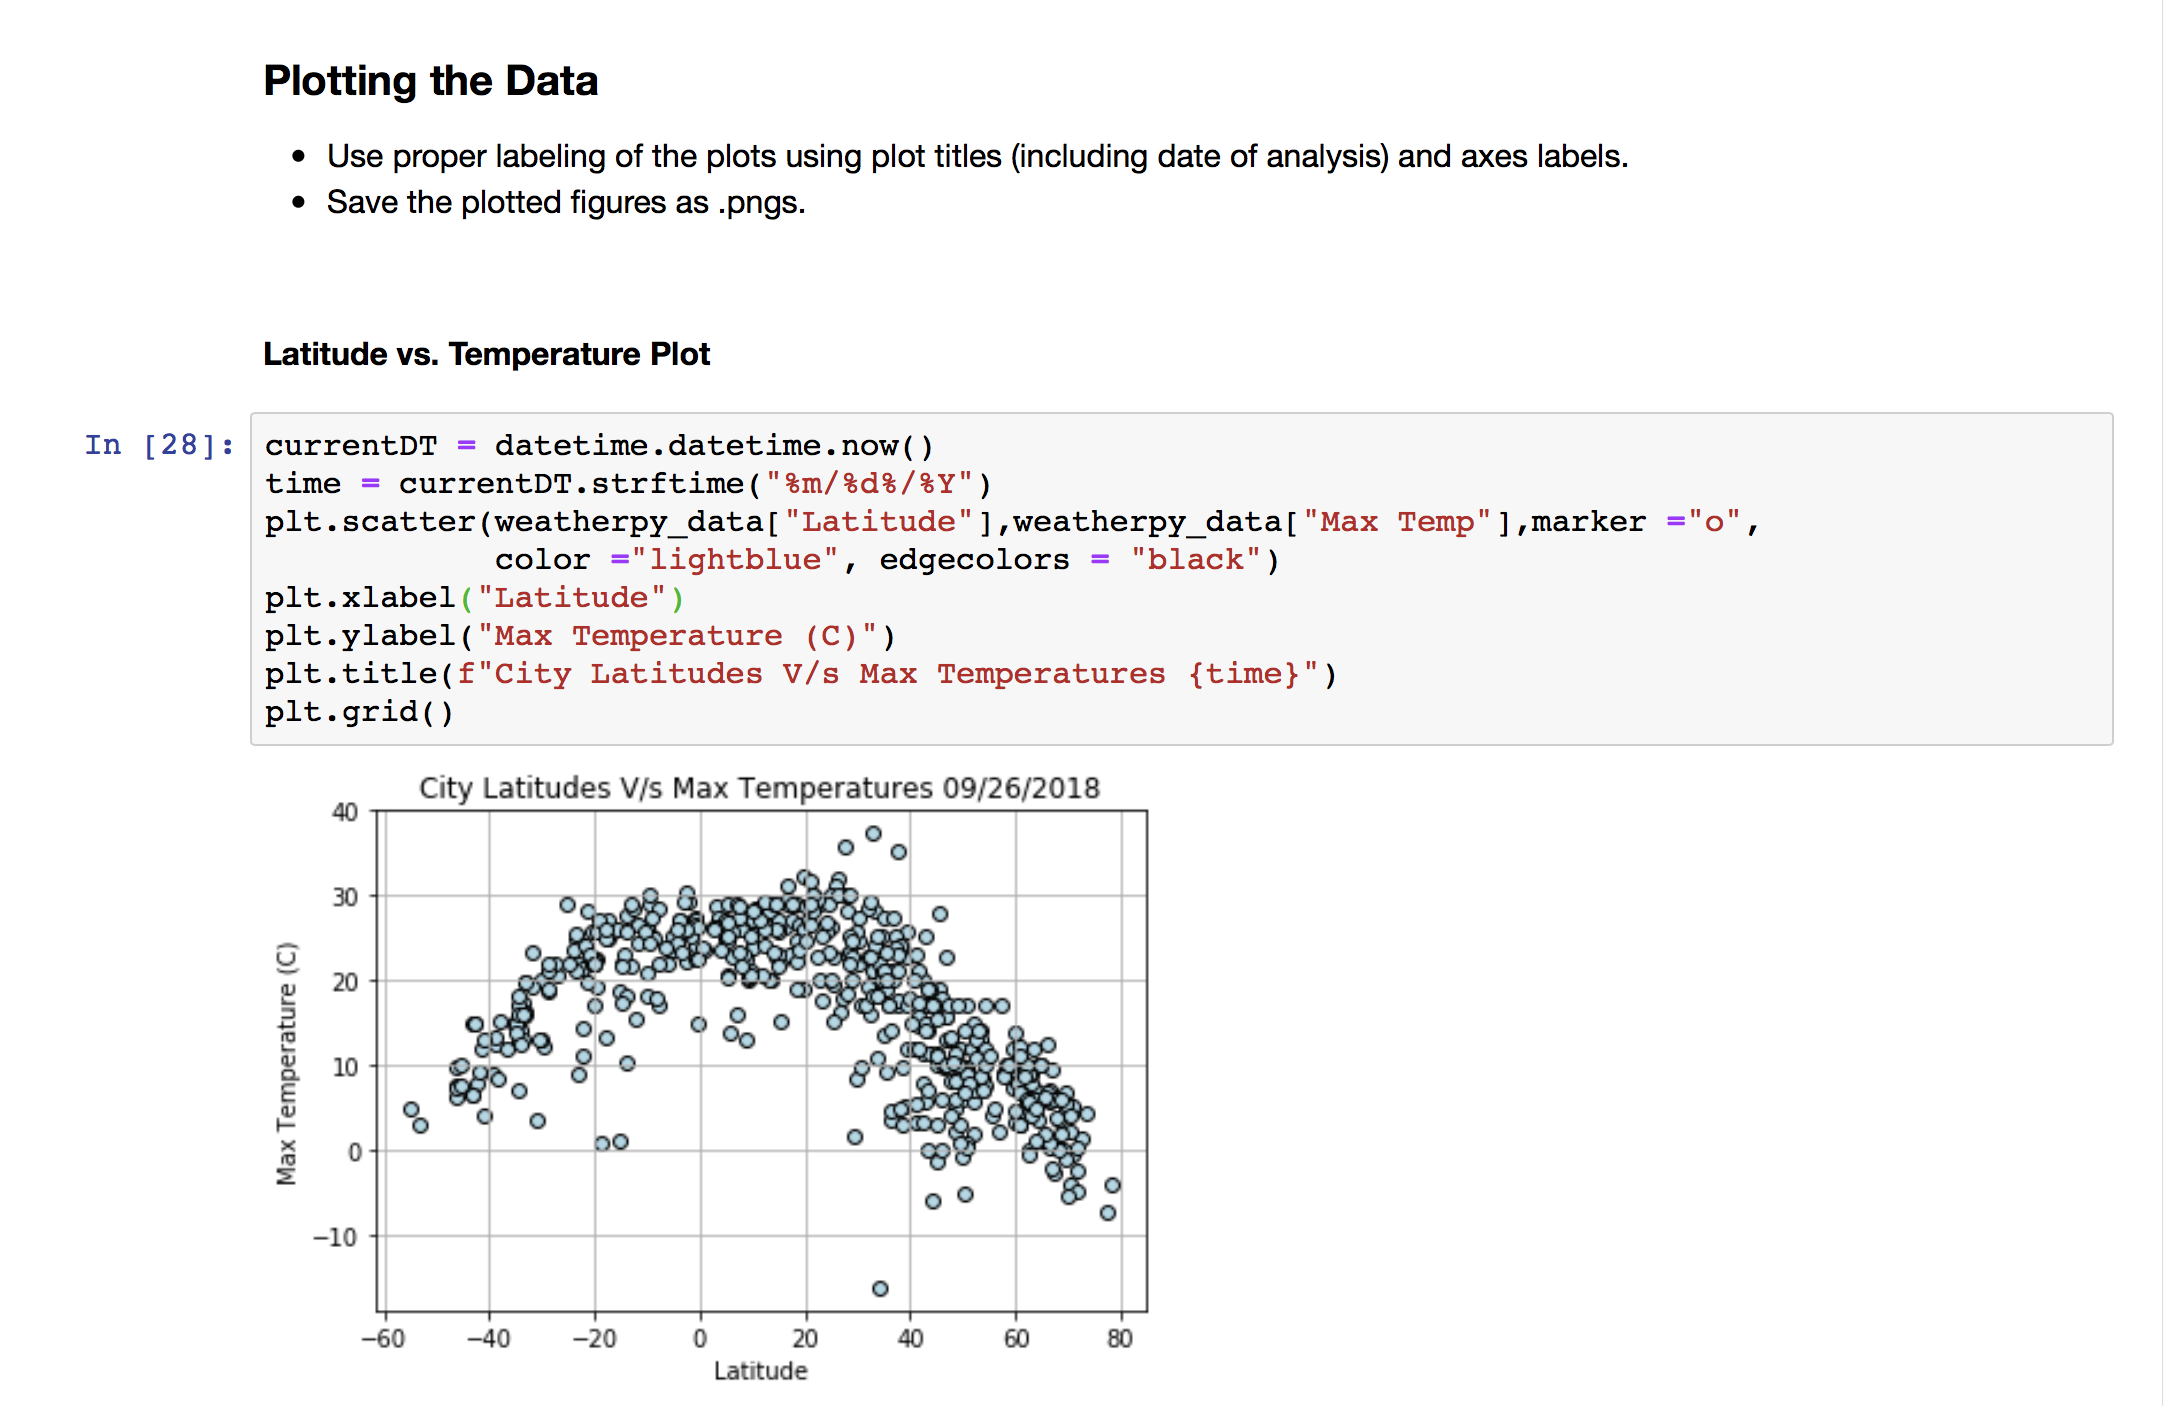 Plotting the Data
• Use proper labeling of the plots using plot titles (including date of analysis) and axes labels.
• Save the plotted figures as .pngs.
Latitude vs. Temperature Plot
In [28]:
currentDT = datetime.datetime.now()
time = currentDT.strftime("%m/%d%/%Y")
plt.scatter(weatherpy_data["Latitude"],weatherpy_data["Max Temp"],marker ="o",
color ="lightblue", edgecolors = "black")
plt.xlabel("Latitude")
plt.ylabel("Max Temperature (C)")
plt.title(f"City Latitudes V/s Max Temperatures {time}")
plt.grid()
City Latitudes V/s Max Temperatures 09/26/2018
Max Temperature (C)
40
30
20
10
0
−10
−60 −40 −20 0 20 40 60 80
Latitude